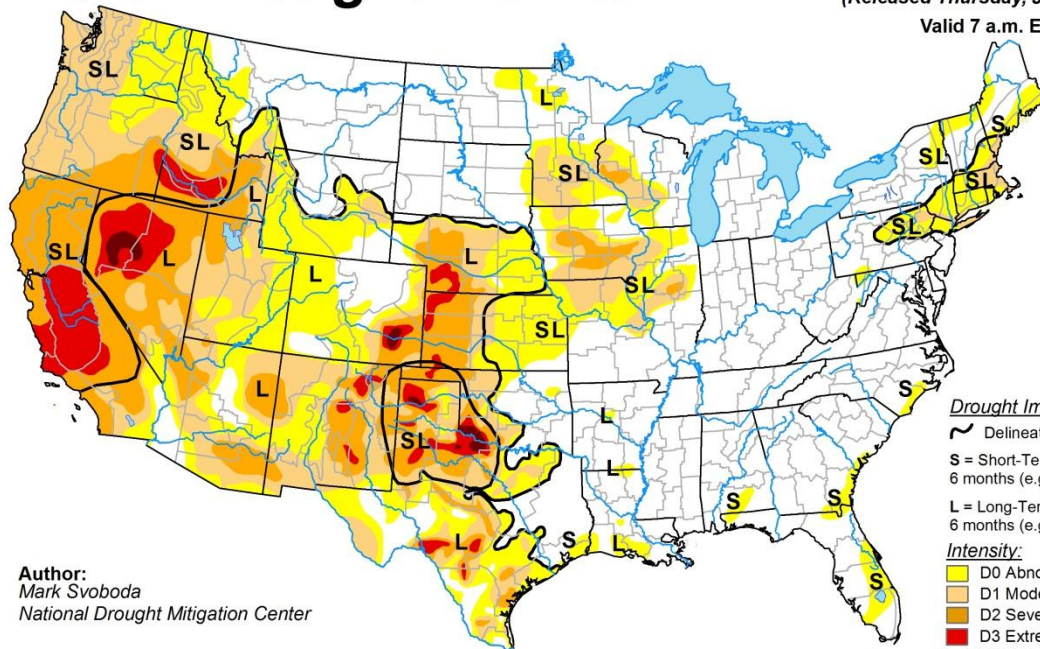 (Released Thursday,
Valid 7 a.m. E
SL
SL
L
SL
L
L
L
SL
L
SL
SL
SL
L
SL
L
L
S
L
S
S
S
S
SL
SL
SL
S
Drought Im
Delineat
S = Short-Te
6 months (e.g
L = Long-Ter
6 months (e.g
Intensity:
D0 Abno
D1 Mode
D2 Seve
D3 Extre
Author:
Mark Svoboda
National Drought Mitigation Center